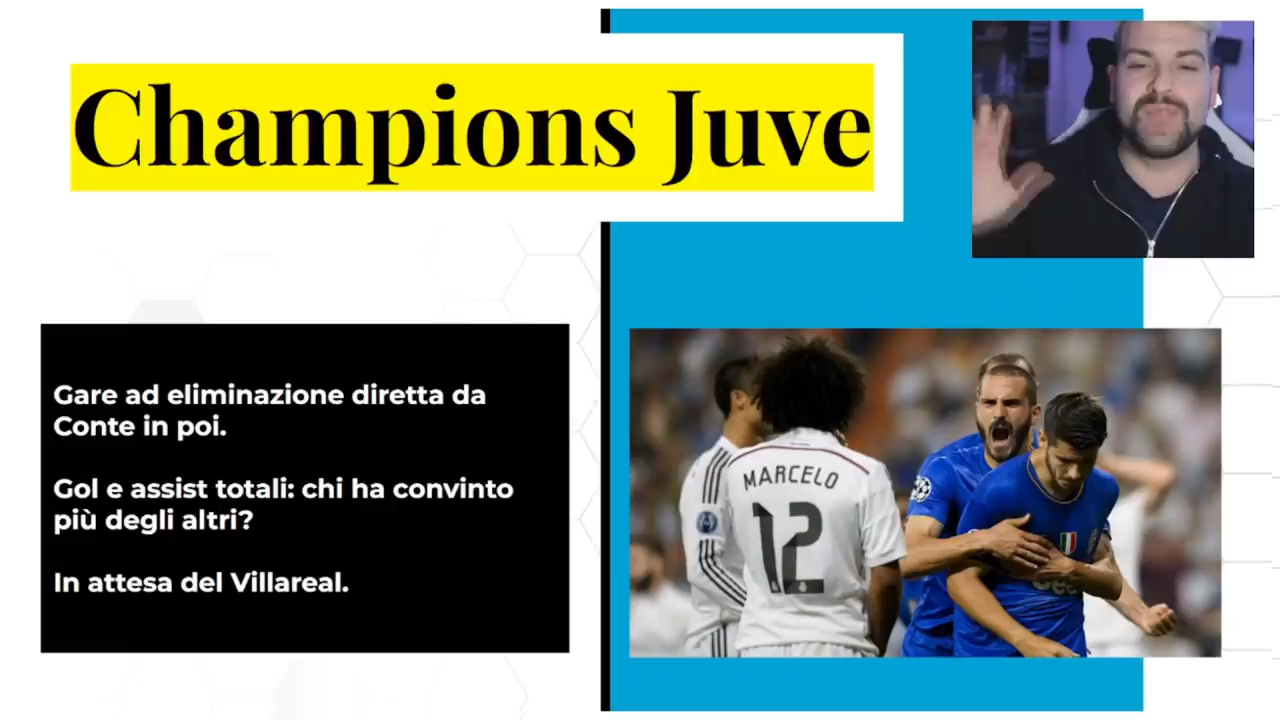 Champions Juve
Gare ad eliminazione diretta da
Conte in poi.
Gol e assist totali: chi ha convinto
più degli altri?
In attesa del Villareal.
MARCELO
12